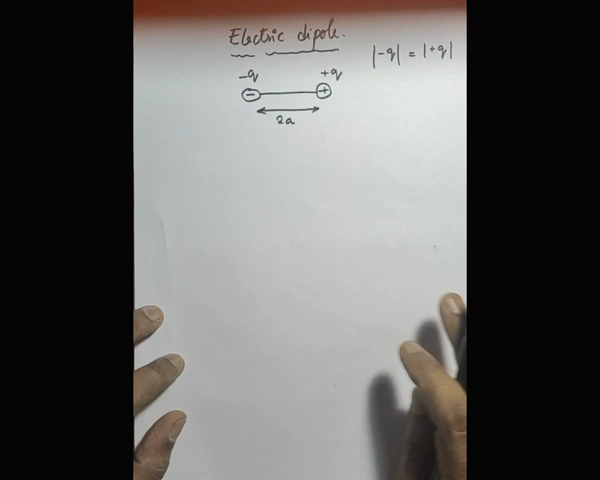 Electric dipole.
|-q| = |+q|
-q +q
- +
2a